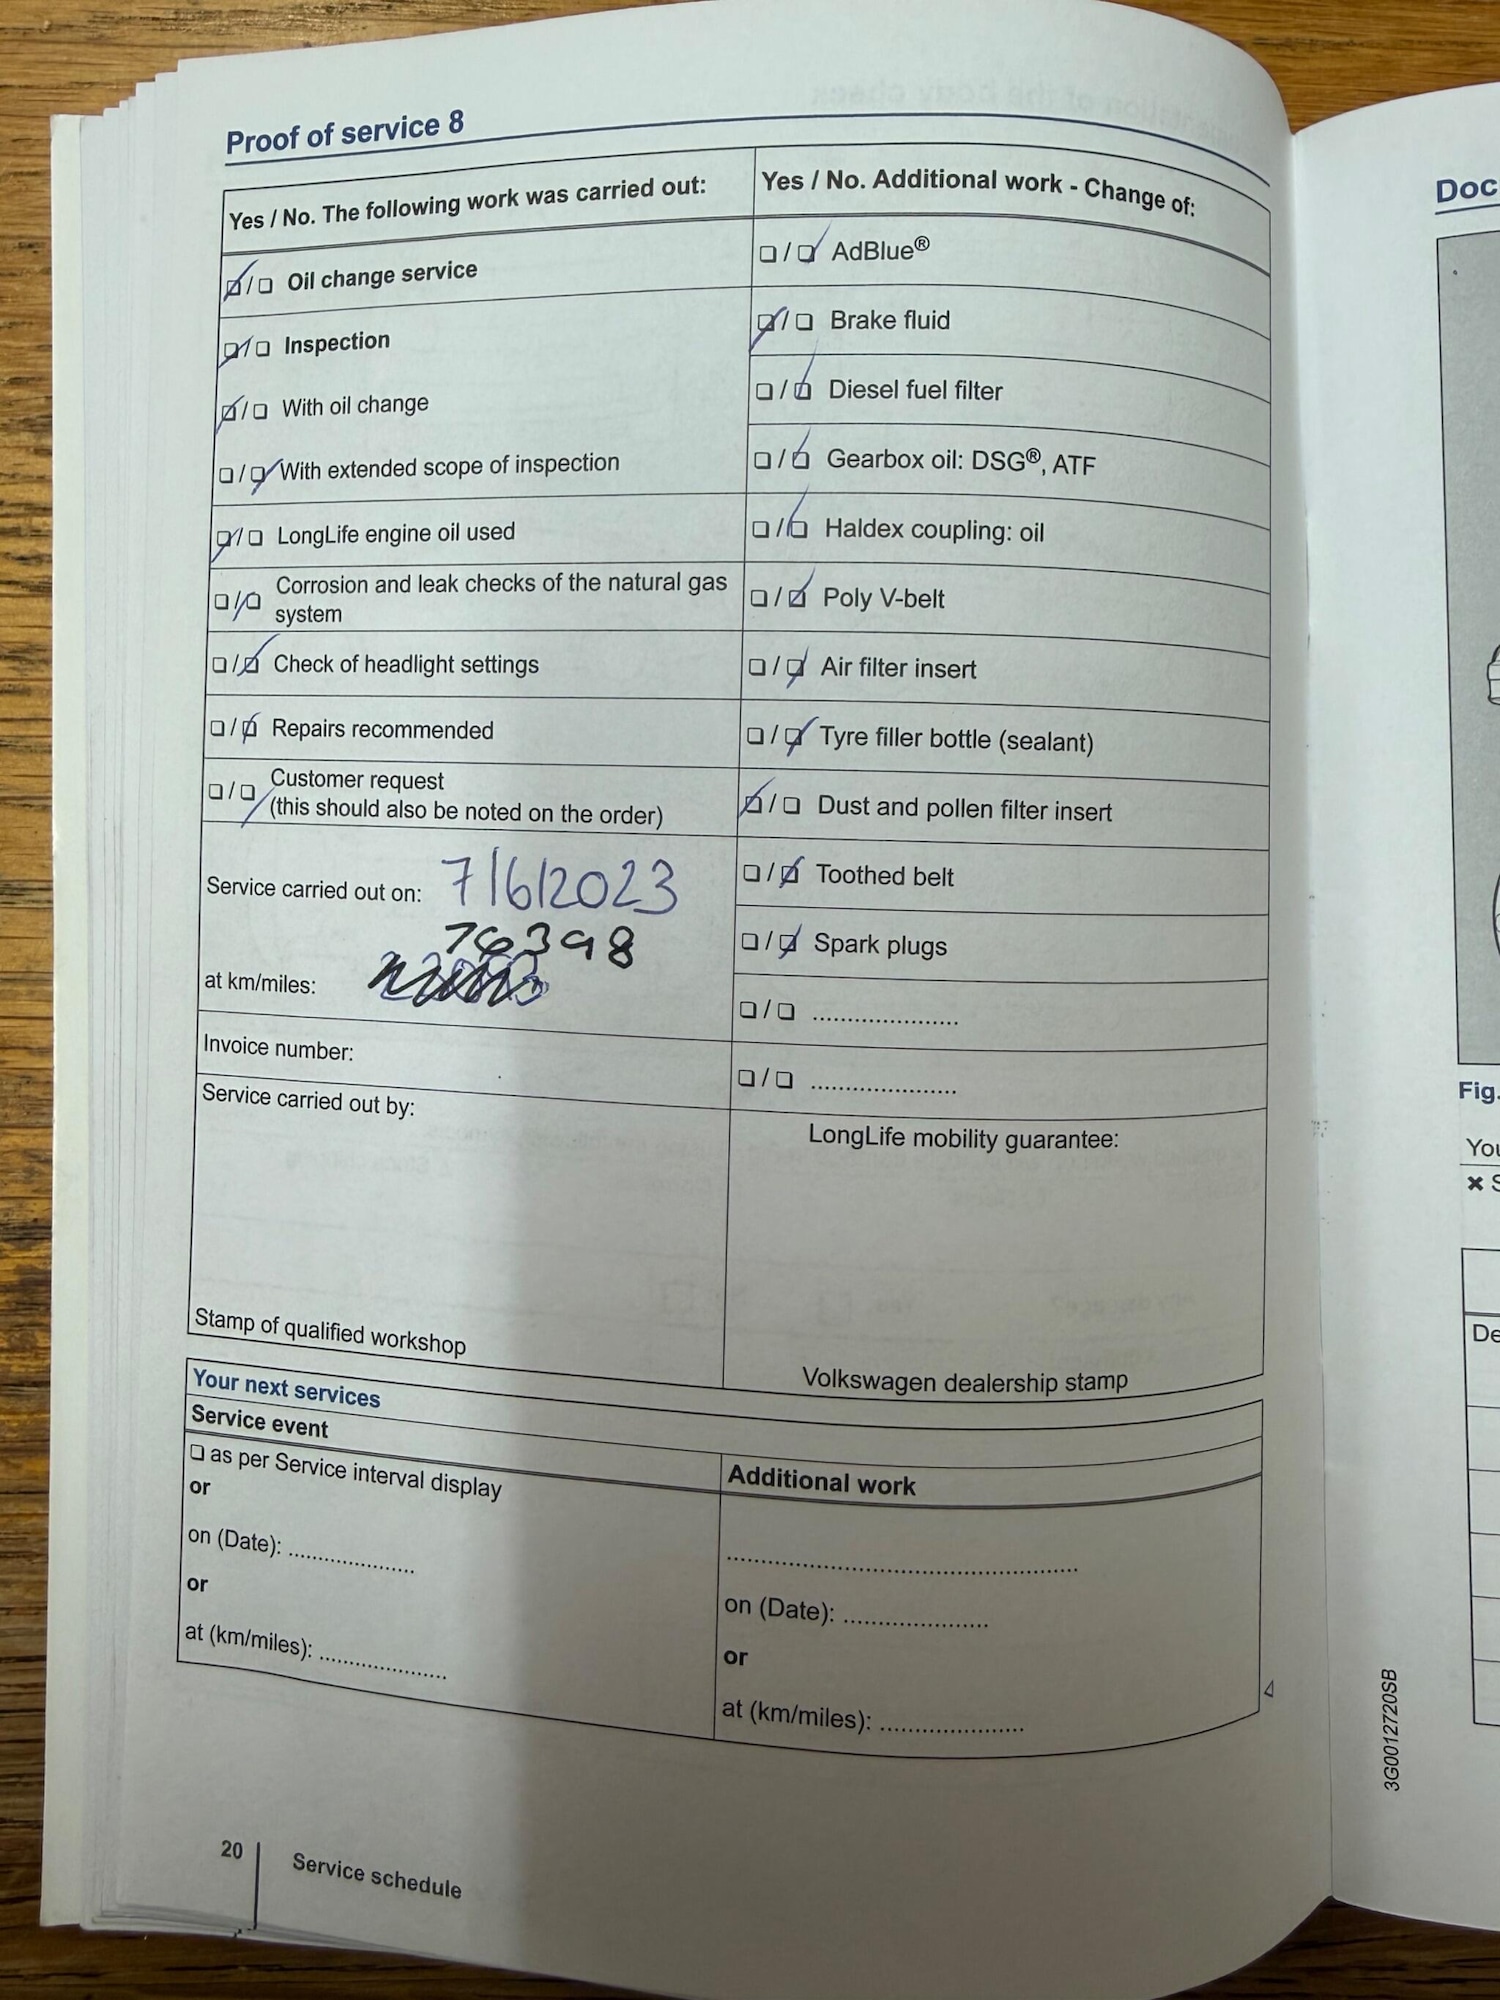 Proof of service 8
Yes / No. The following work was carried out:
☑/☐ Oil change service
☑/☐ Inspection
☑/☐ With oil change
☐/☑ With extended scope of inspection
☑/☐ LongLife engine oil used
☐/☑ Corrosion and leak checks of the natural gas
system
☐/☑ Check of headlight settings
☐/☑ Repairs recommended
☐/☑ Customer request
(this should also be noted on the order)
Service carried out on: 7/6/2023
76398
at km/miles:
Invoice number:
Service carried out by:
Stamp of qualified workshop
Yes / No. Additional work - Change of:
☐/☑ AdBlue®
☑/☐ Brake fluid
☐/☑ Diesel fuel filter
☐/☑ Gearbox oil: DSG®, ATF
☐/☑ Haldex coupling: oil
☐/☑ Poly V-belt
☐/☑ Air filter insert
☐/☑ Tyre filler bottle (sealant)
☑/☐ Dust and pollen filter insert
☐/☑ Toothed belt
☐/☑ Spark plugs
☐/☐ .....................
☐/☐ .....................
LongLife mobility guarantee:
Volkswagen dealership stamp
Your next services
Service event
☐ as per Service interval display
or
on (Date): ...................
or
at (km/miles): ...................
Additional work
....................................................
on (Date): .....................
or
at (km/miles): .....................
20
Service schedule
3G0012720SB
Doc
Fig.
You
× S
De